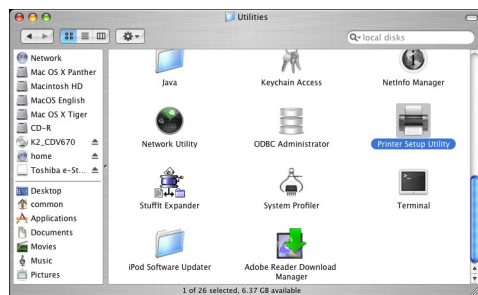 Utilities
local disks
Network
Mac OS X Panther
Macintosh HD
MacOS English
Mac OS X Tiger
CD-R
K2_CDV670
home
Toshiba e-St...
Desktop
common
Applications
Documents
Movies
Music
Pictures
Java
Keychain Access
NetInfo Manager
Network Utility
ODBC Administrator
Printer Setup Utility
StuffIt Expander
System Profiler
Terminal
iPod Software Updater
Adobe Reader Download
Manager
1 of 26 selected, 6.37 GB available